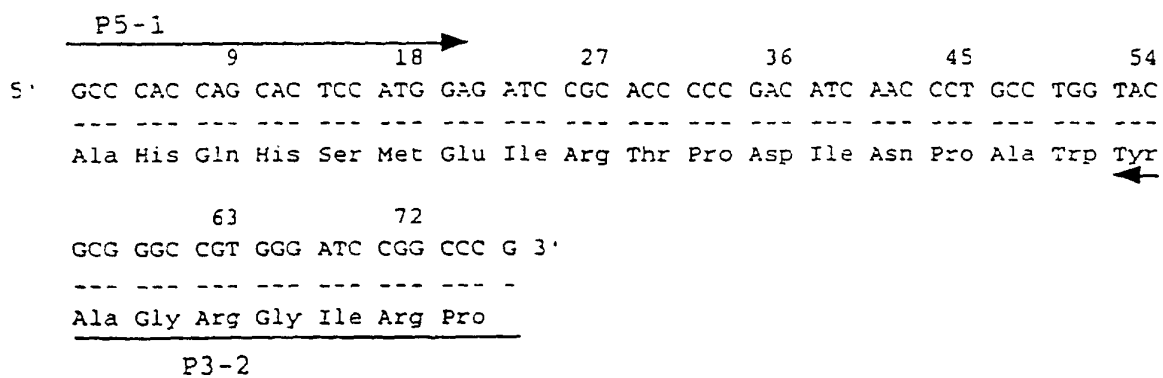 P5-1
9 18 27 36 45 54
5' GCC CAC CAG CAC TCC ATG GAG ATC CGC ACC CCC GAC ATC AAC CCT GCC TGG TAC
--- --- --- --- --- --- --- --- --- --- --- --- --- --- --- --- --- ---
Ala His Gln His Ser Met Glu Ile Arg Thr Pro Asp Ile Asn Pro Ala Trp Tyr
63 72
GCG GGC CGT GGG ATC CGG CCC G 3'
--- --- --- --- --- --- --- -
Ala Gly Arg Gly Ile Arg Pro
P3-2